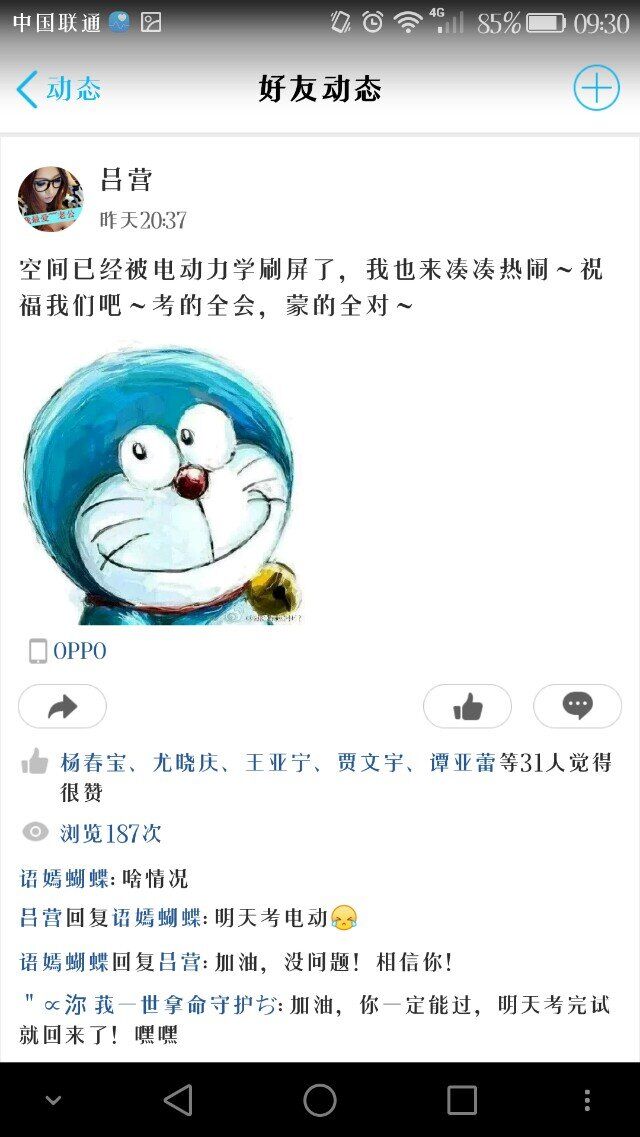 中国联通
4G
85%
09:30
动态
好友动态
吕营
我最爱~老公
昨天20:37
空间已经被电动力学刷屏了，我也来凑凑热闹～祝
福我们吧～考的全会，蒙的全对～
OPPO
杨春宝、尤晓庆、王亚宁、贾文宇、谭亚蕾等31人觉得
很赞
浏览187次
语嫣蝴蝶: 啥情况
吕营回复语嫣蝴蝶: 明天考电动
语嫣蝴蝶回复吕营: 加油，没问题！相信你！
＂∝沵 莪一世拿命守护ぢ: 加油，你一定能过，明天考完试
就回来了！嘿嘿